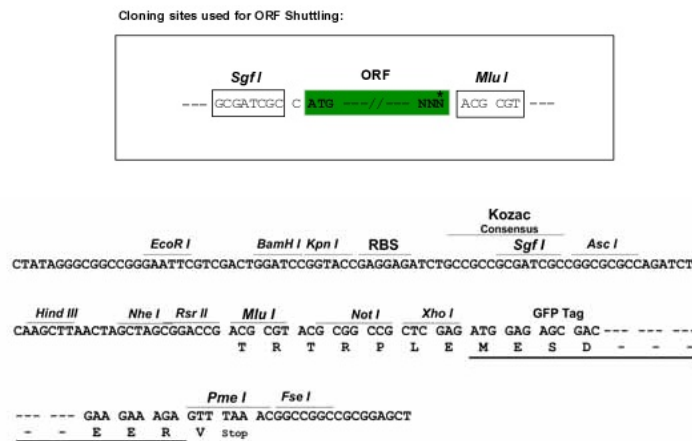 Cloning sites used for ORF Shuttling:
Sgf I ORF Mlu I
--- GCGATCGC C ATG ---//--- NNN* ACG CGT ---
Kozac
Consensus
EcoR I BamH I Kpn I RBS Sgf I Asc I
CTATAGGGCGGCCGGGAATTCGTCGACTGGATCCGGTACCGAGGAGATCTGCCGCCGCGATCGCCGGCGCGCCAGATCT
Hind III Nhe I Rsr II Mlu I Not I Xho I GFP Tag
CAAGCTTAACTAGCTAGCGGACCG ACG CGT ACG CGG CCG CTC GAG ATG GAG AGC GAC--- --- ---
T R T R P L E M E S D - - -
Pme I Fse I
--- --- GAA GAA AGA GTT TAA ACGGCCGGCCGCGGAGCT
- - E E R V Stop